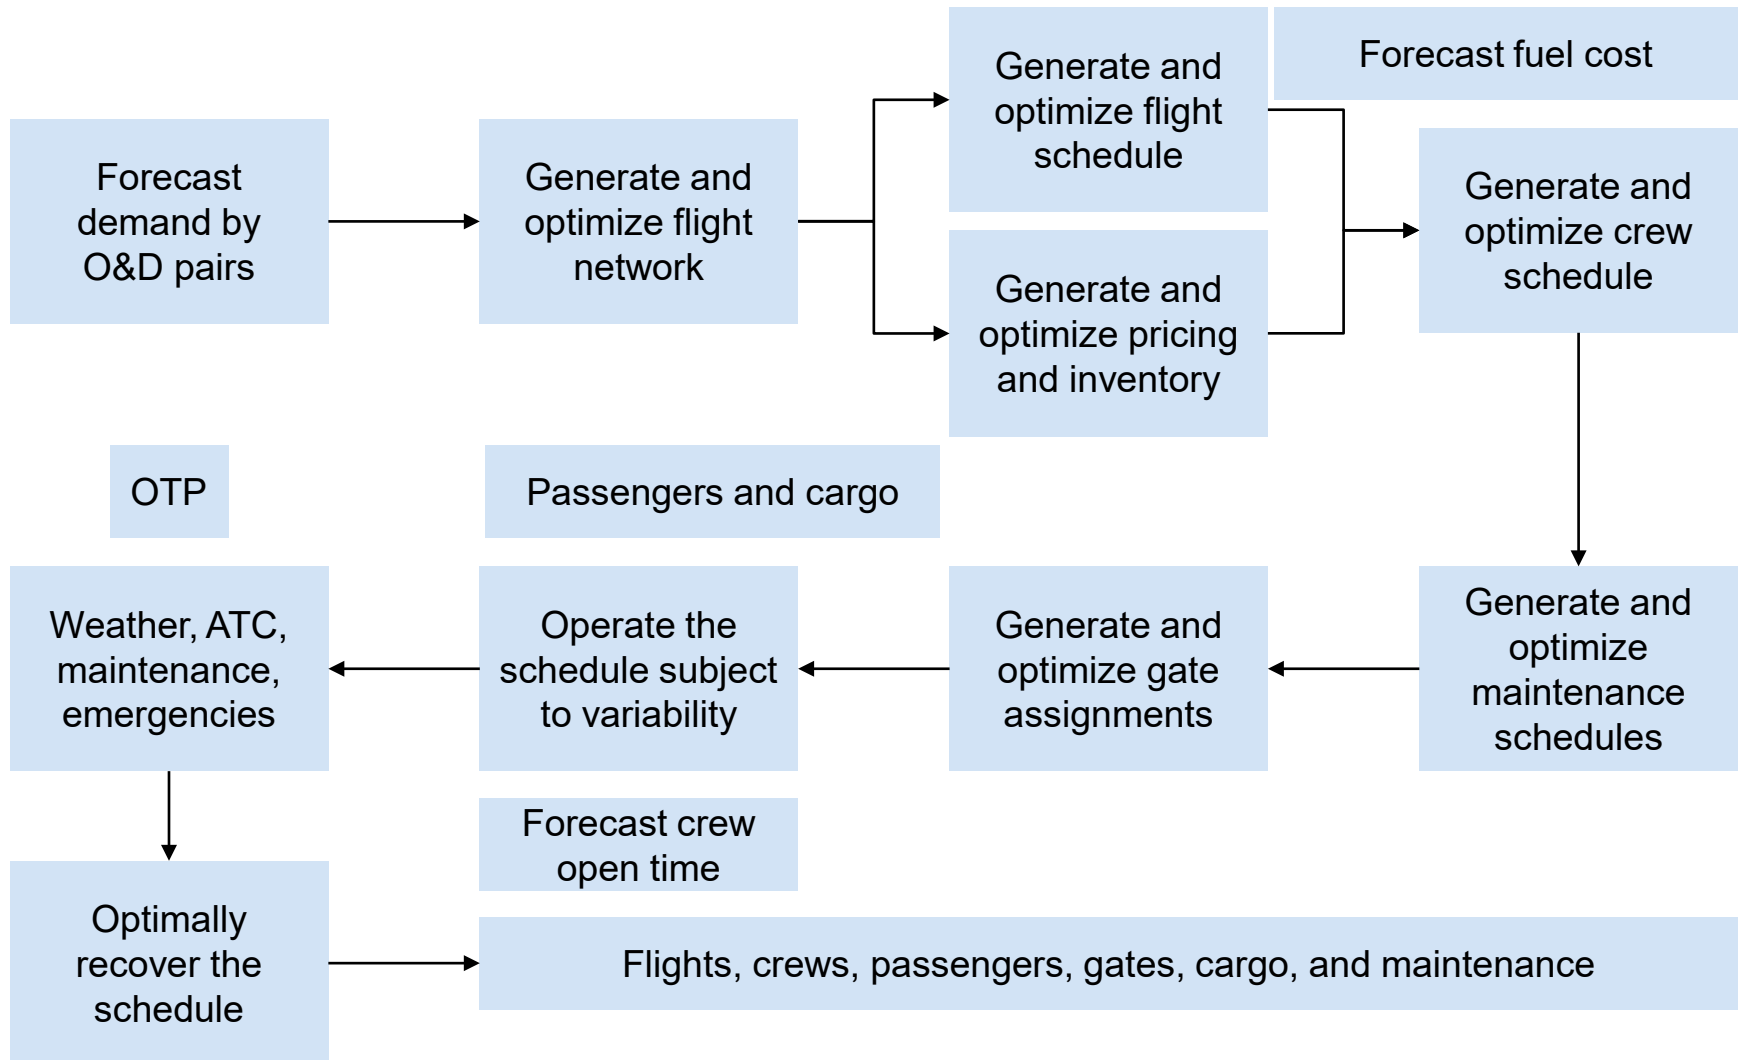 Forecast
demand by
O&D pairs
Generate and
optimize flight
network
Generate and
optimize flight
schedule
Generate and
optimize pricing
and inventory
Forecast fuel cost
Generate and
optimize crew
schedule
OTP
Passengers and cargo
Generate and
optimize
maintenance
schedules
Generate and
optimize gate
assignments
Operate the
schedule subject
to variability
Weather, ATC,
maintenance,
emergencies
Forecast crew
open time
Optimally
recover the
schedule
Flights, crews, passengers, gates, cargo, and maintenance